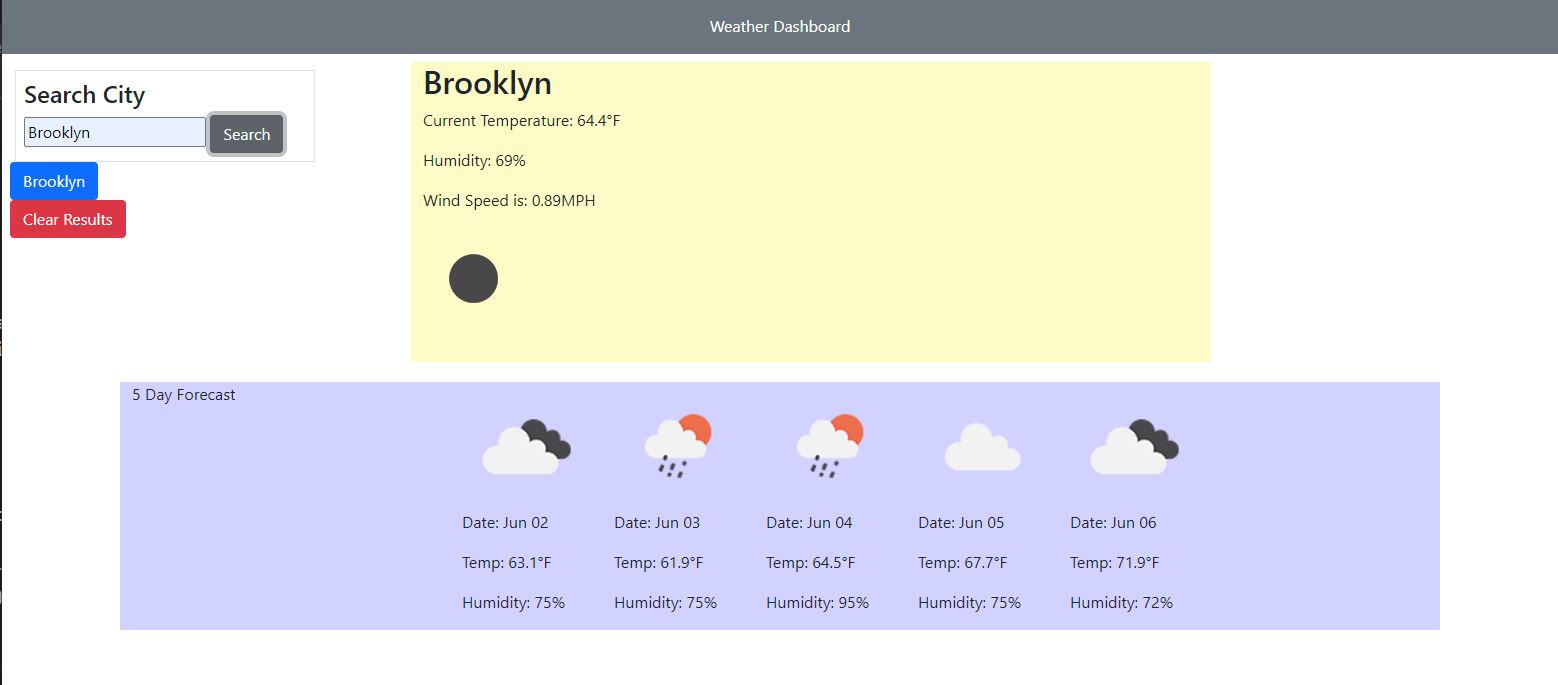 Weather Dashboard
Search City
Brooklyn
Search
Brooklyn
Clear Results
Brooklyn
Current Temperature: 64.4°F
Humidity: 69%
Wind Speed is: 0.89MPH
5 Day Forecast
Date: Jun 02
Temp: 63.1°F
Humidity: 75%
Date: Jun 03
Temp: 61.9°F
Humidity: 75%
Date: Jun 04
Temp: 64.5°F
Humidity: 95%
Date: Jun 05
Temp: 67.7°F
Humidity: 75%
Date: Jun 06
Temp: 71.9°F
Humidity: 72%